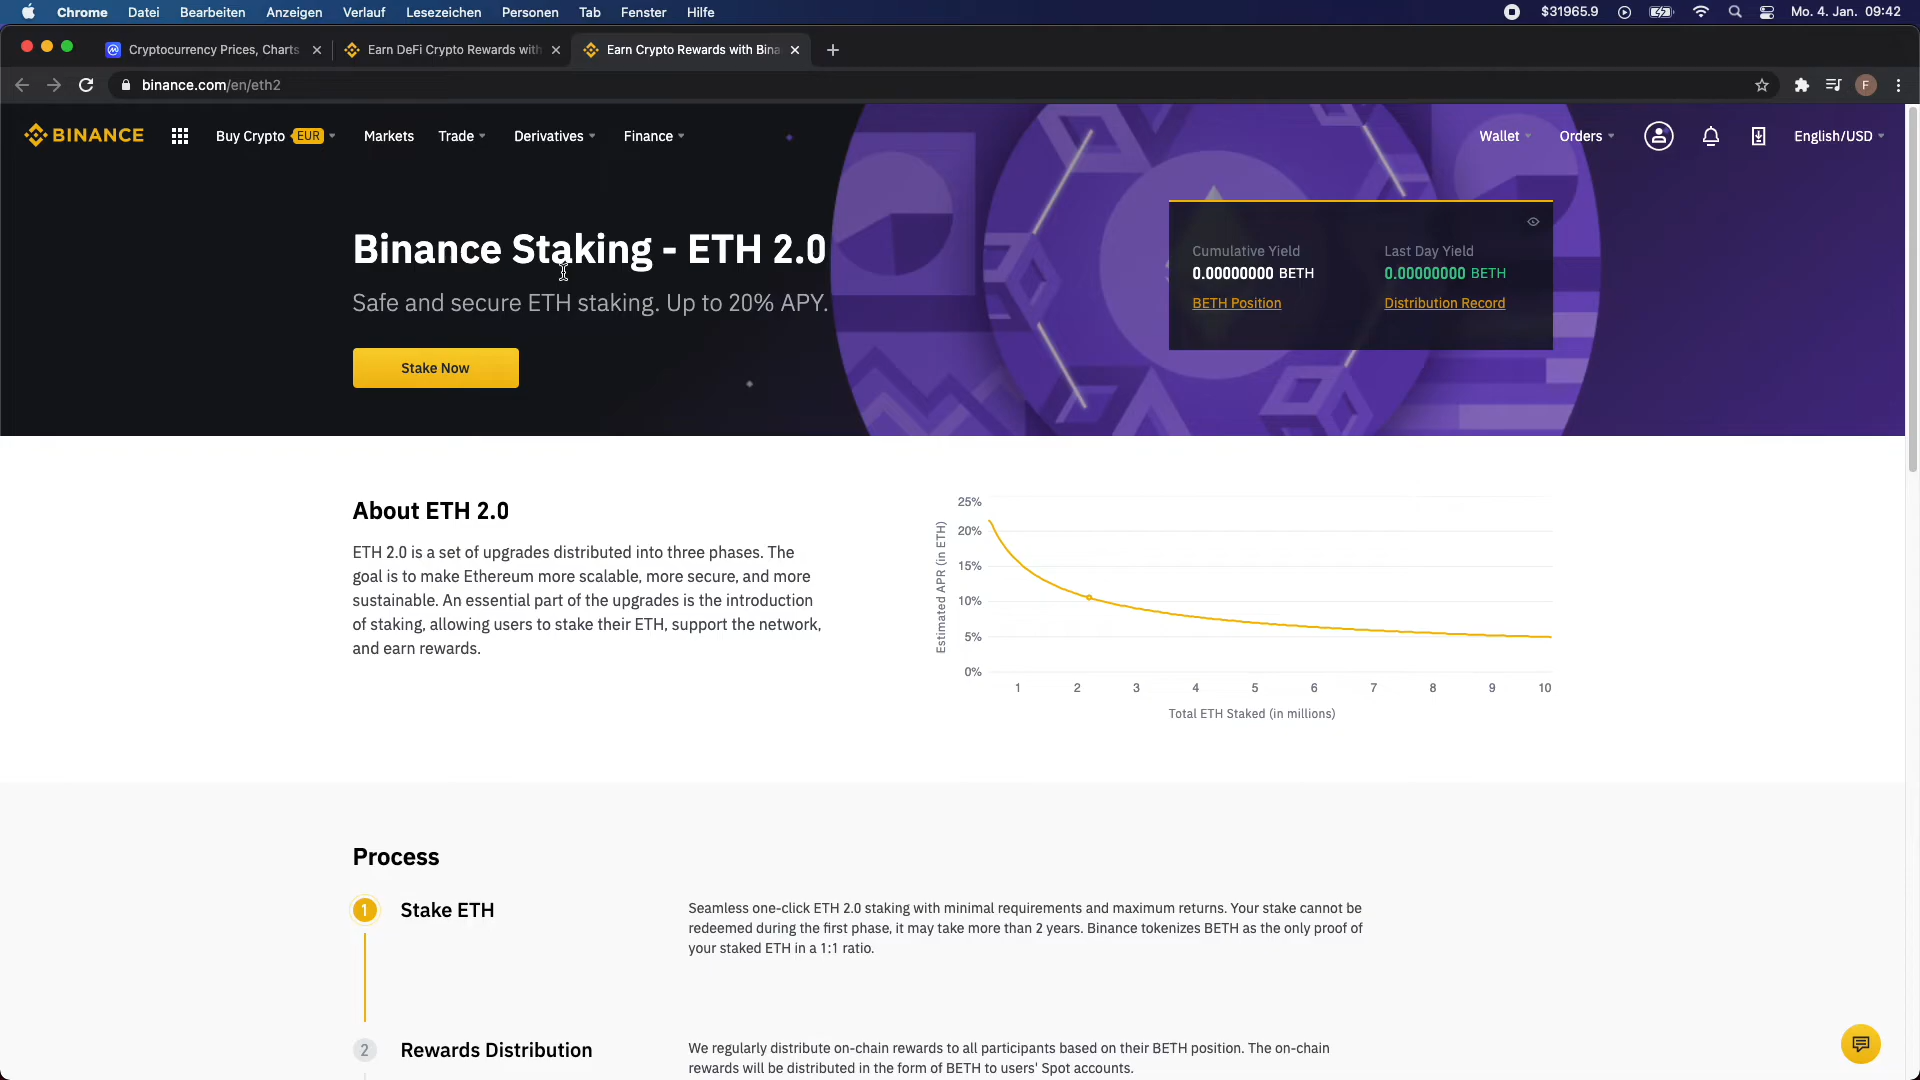 Chrome Datei Bearbeiten Anzeigen Verlauf Lesezeichen Personen Tab Fenster Hilfe $31965.9 Mo. 4. Jan. 09:42
Cryptocurrency Prices, Charts Earn DeFi Crypto Rewards with Earn Crypto Rewards with Bina
binance.com/en/eth2 F
BINANCE Buy Crypto EUR Markets Trade Derivatives Finance Wallet Orders English/USD
Binance Staking - ETH 2.0
Safe and secure ETH staking. Up to 20% APY.
Stake Now
Cumulative Yield Last Day Yield
0.00000000 BETH 0.00000000 BETH
BETH Position Distribution Record
About ETH 2.0
ETH 2.0 is a set of upgrades distributed into three phases. The
goal is to make Ethereum more scalable, more secure, and more
sustainable. An essential part of the upgrades is the introduction
of staking, allowing users to stake their ETH, support the network,
and earn rewards.
Estimated APR (in ETH)
25%
20%
15%
10%
5%
0%
1 2 3 4 5 6 7 8 9 10
Total ETH Staked (in millions)
Process
1 Stake ETH
Seamless one-click ETH 2.0 staking with minimal requirements and maximum returns. Your stake cannot be
redeemed during the first phase, it may take more than 2 years. Binance tokenizes BETH as the only proof of
your staked ETH in a 1:1 ratio.
2 Rewards Distribution
We regularly distribute on-chain rewards to all participants based on their BETH position. The on-chain
rewards will be distributed in the form of BETH to users' Spot accounts.